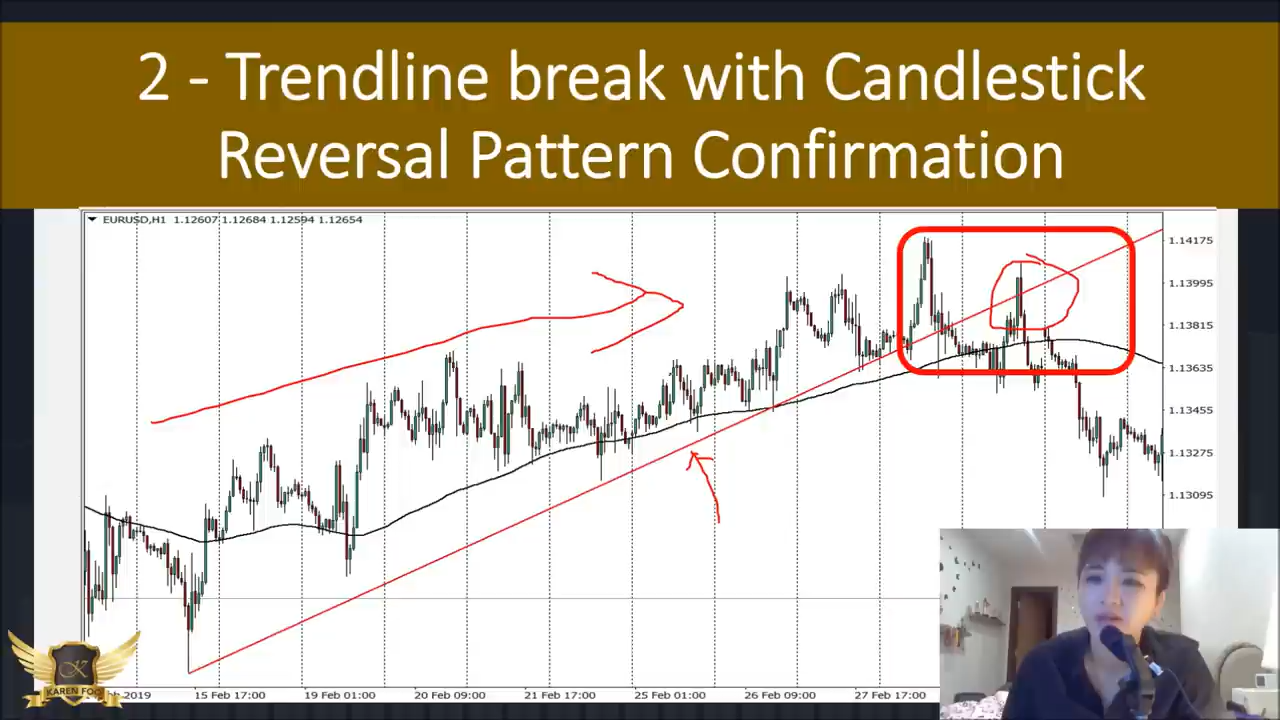 2 - Trendline break with Candlestick
Reversal Pattern Confirmation
EURUSD,H1 1.12607 1.12684 1.12594 1.12654
1.14175
1.13995
1.13815
1.13635
1.13455
1.13275
1.13095
K
KAREN FOO
2019
15 Feb 17:00
19 Feb 01:00
20 Feb 09:00
21 Feb 17:00
25 Feb 01:00
26 Feb 09:00
27 Feb 17:00